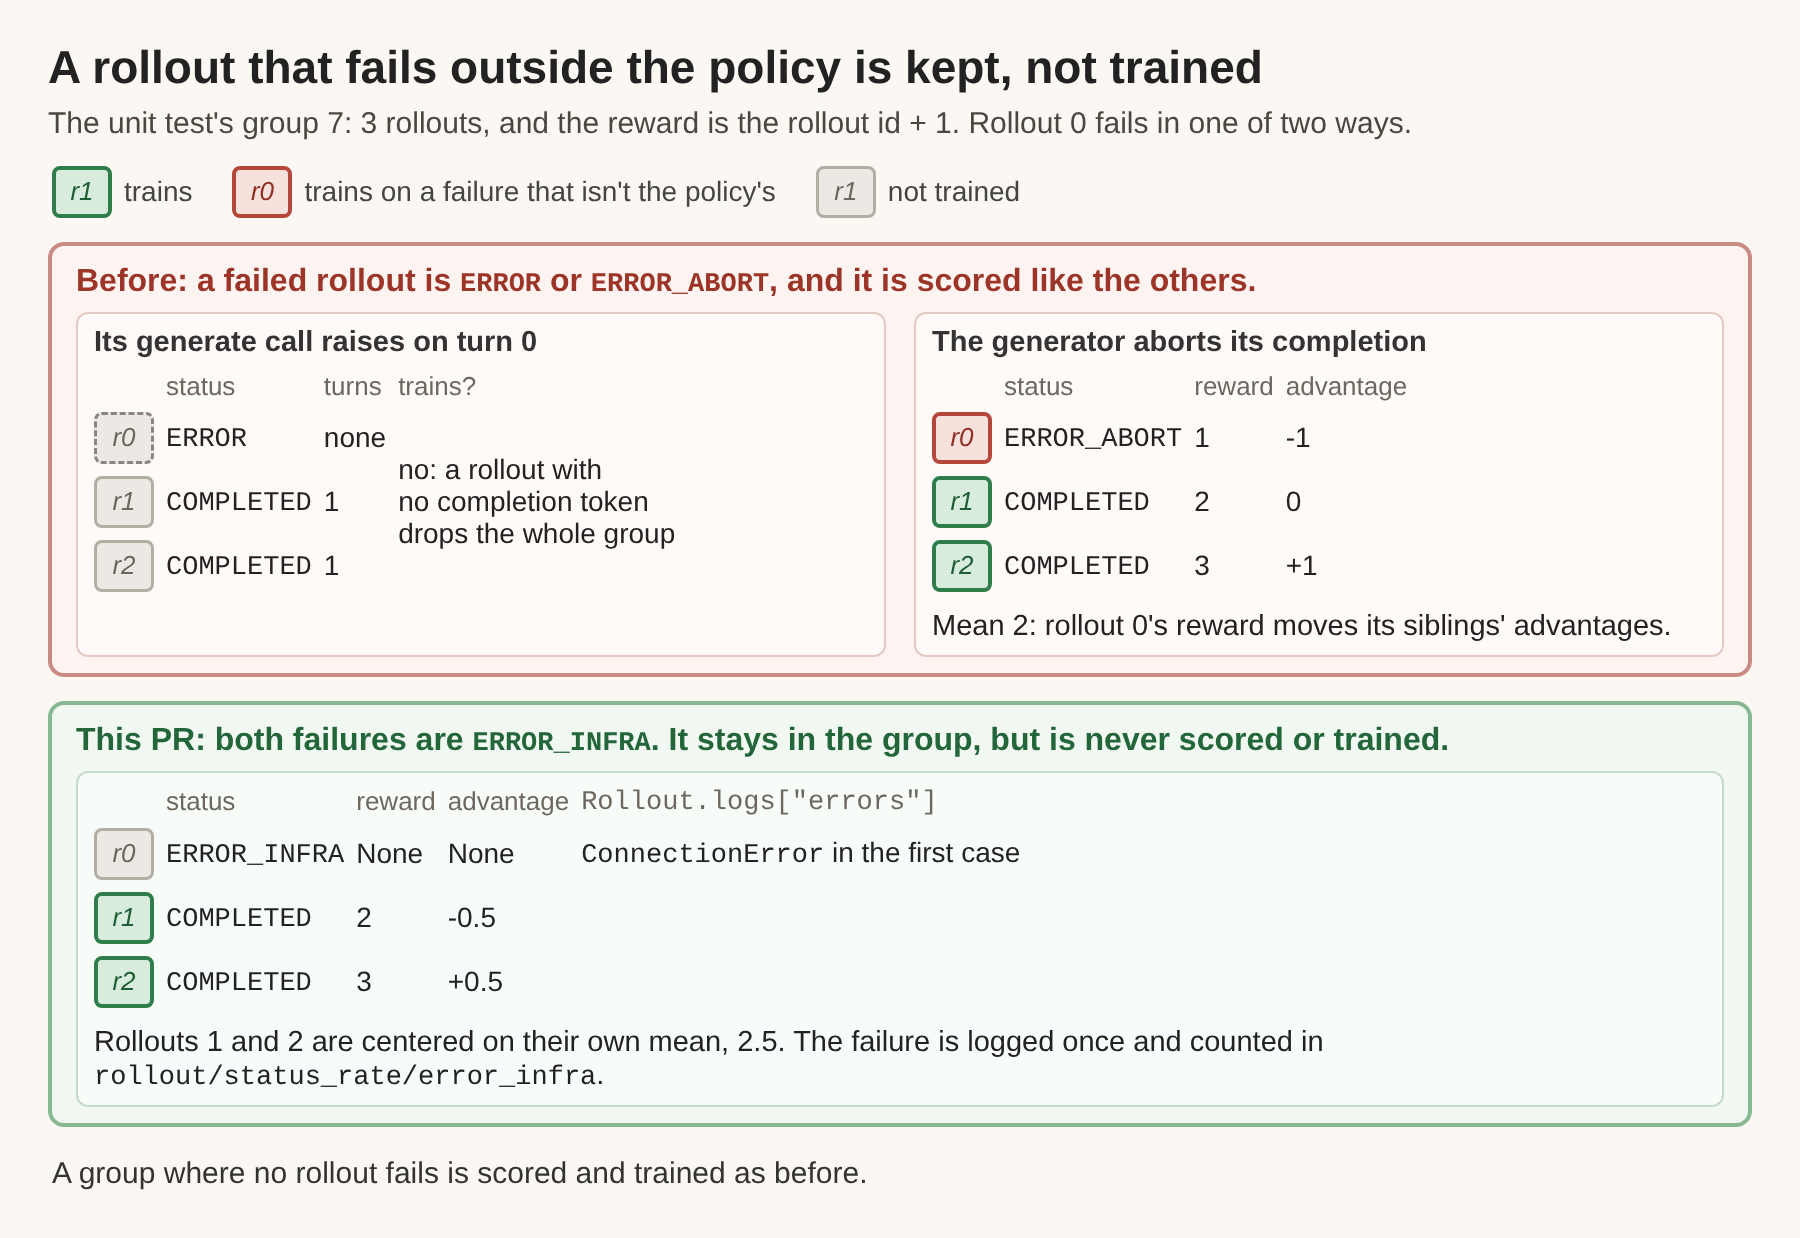 A rollout that fails outside the policy is kept, not trained
The unit test's group 7: 3 rollouts, and the reward is the rollout id + 1. Rollout 0 fails in one of two ways.
r1 trains r0 trains on a failure that isn't the policy's r1 not trained
Before: a failed rollout is ERROR or ERROR_ABORT, and it is scored like the others.
Its generate call raises on turn 0
status turns trains?
r0 ERROR none
r1 COMPLETED 1
r2 COMPLETED 1
no: a rollout with
no completion token
drops the whole group
The generator aborts its completion
status reward advantage
r0 ERROR_ABORT 1 -1
r1 COMPLETED 2 0
r2 COMPLETED 3 +1
Mean 2: rollout 0's reward moves its siblings' advantages.
This PR: both failures are ERROR_INFRA. It stays in the group, but is never scored or trained.
status reward advantage Rollout.logs["errors"]
r0 ERROR_INFRA None None ConnectionError in the first case
r1 COMPLETED 2 -0.5
r2 COMPLETED 3 +0.5
Rollouts 1 and 2 are centered on their own mean, 2.5. The failure is logged once and counted in
rollout/status_rate/error_infra.
A group where no rollout fails is scored and trained as before.